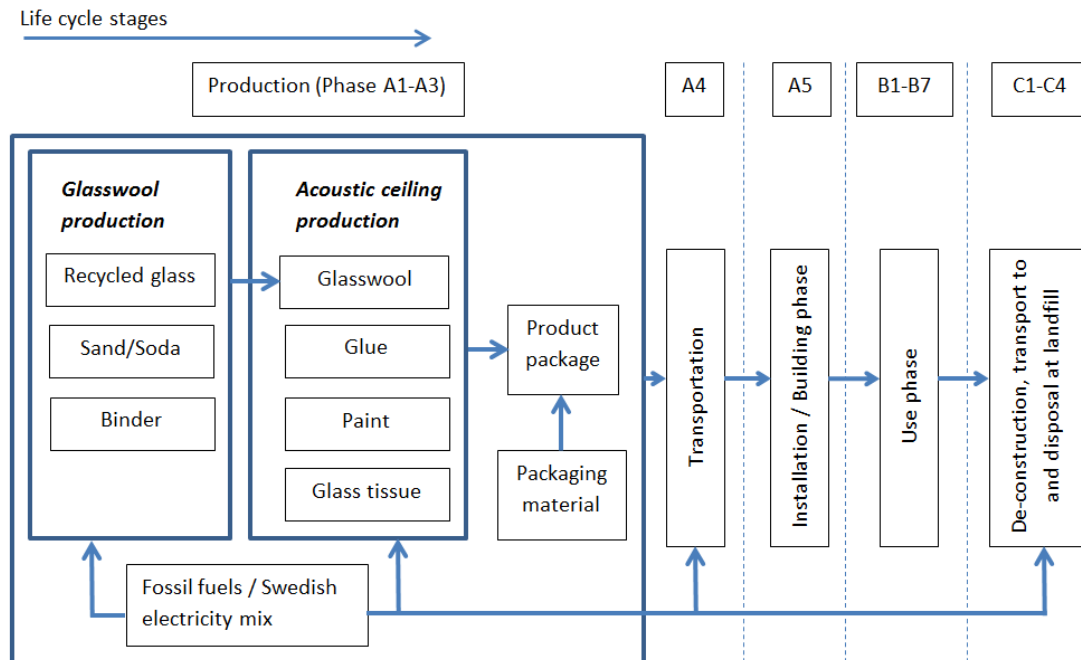 Life cycle stages
Production (Phase A1-A3)
A4
A5
B1-B7
C1-C4
Glasswool
production
Recycled glass
Sand/Soda
Binder
Acoustic ceiling
production
Glasswool
Glue
Paint
Glass tissue
Product
package
Packaging
material
Fossil fuels / Swedish
electricity mix
Transportation
Installation / Building phase
Use phase
De-construction, transport to
and disposal at landfill